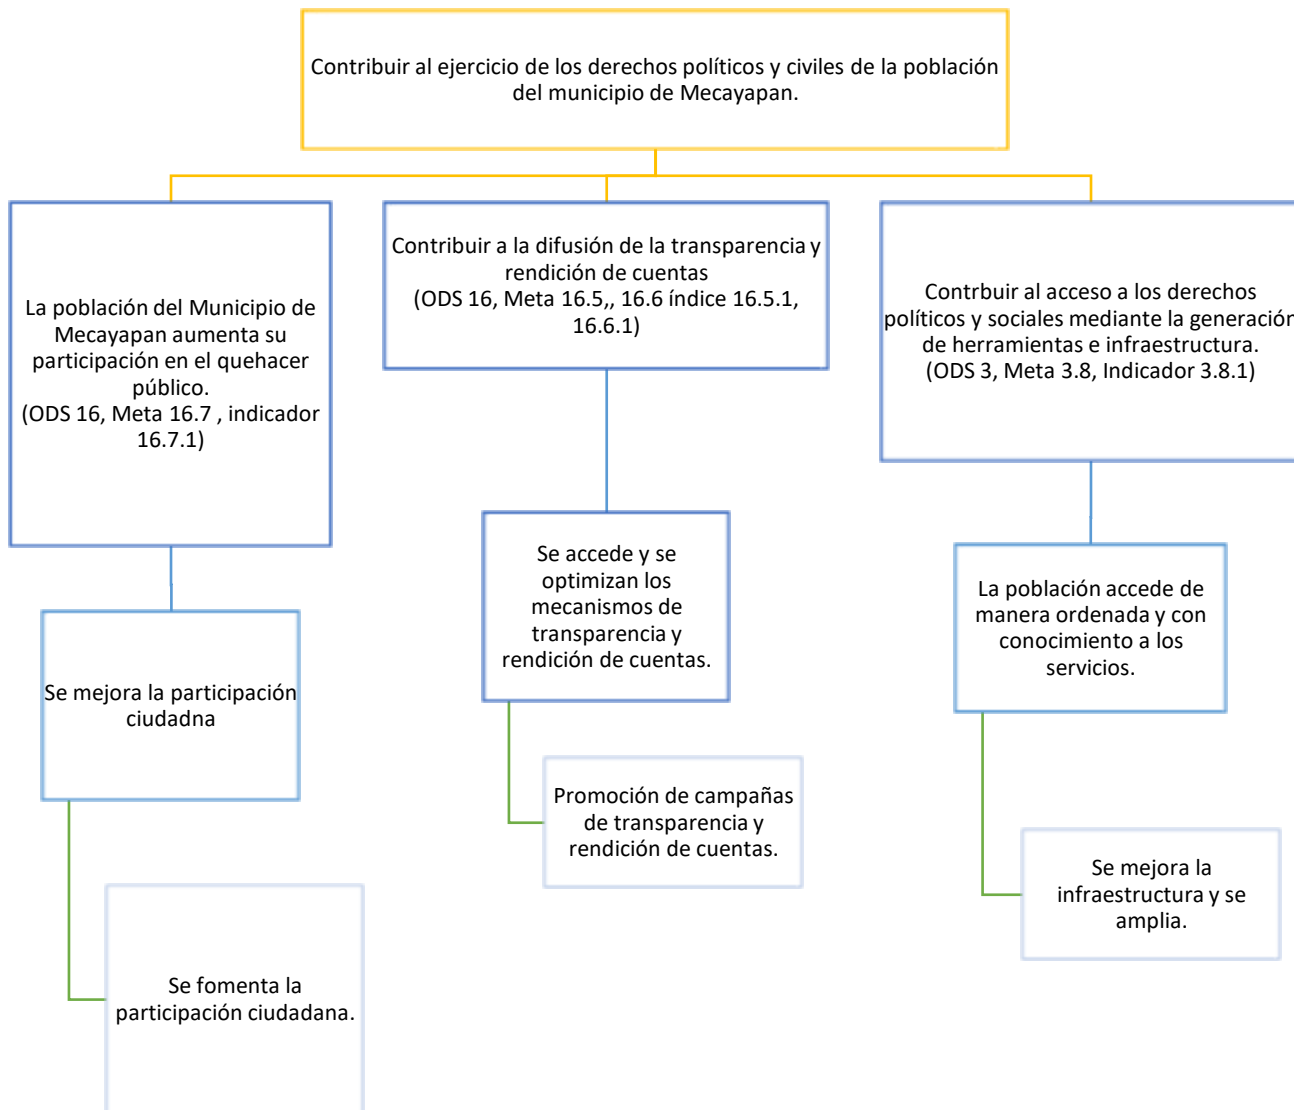 Contribuir al ejercicio de los derechos políticos y civiles de la población
del municipio de Mecayapan.
La población del Municipio de
Mecayapan aumenta su
participación en el quehacer
público.
(ODS 16, Meta 16.7 , indicador
16.7.1)
Contribuir a la difusión de la transparencia y
rendición de cuentas
(ODS 16, Meta 16.5,, 16.6 índice 16.5.1,
16.6.1)
Contrbuir al acceso a los derechos
políticos y sociales mediante la generación
de herramientas e infraestructura.
(ODS 3, Meta 3.8, Indicador 3.8.1)
Se mejora la participación
ciudadna
Se accede y se
optimizan los
mecanismos de
transparencia y
rendición de cuentas.
La población accede de
manera ordenada y con
conocimiento a los
servicios.
Se fomenta la
participación ciudadana.
Promoción de campañas
de transparencia y
rendición de cuentas.
Se mejora la
infraestructura y se
amplia.